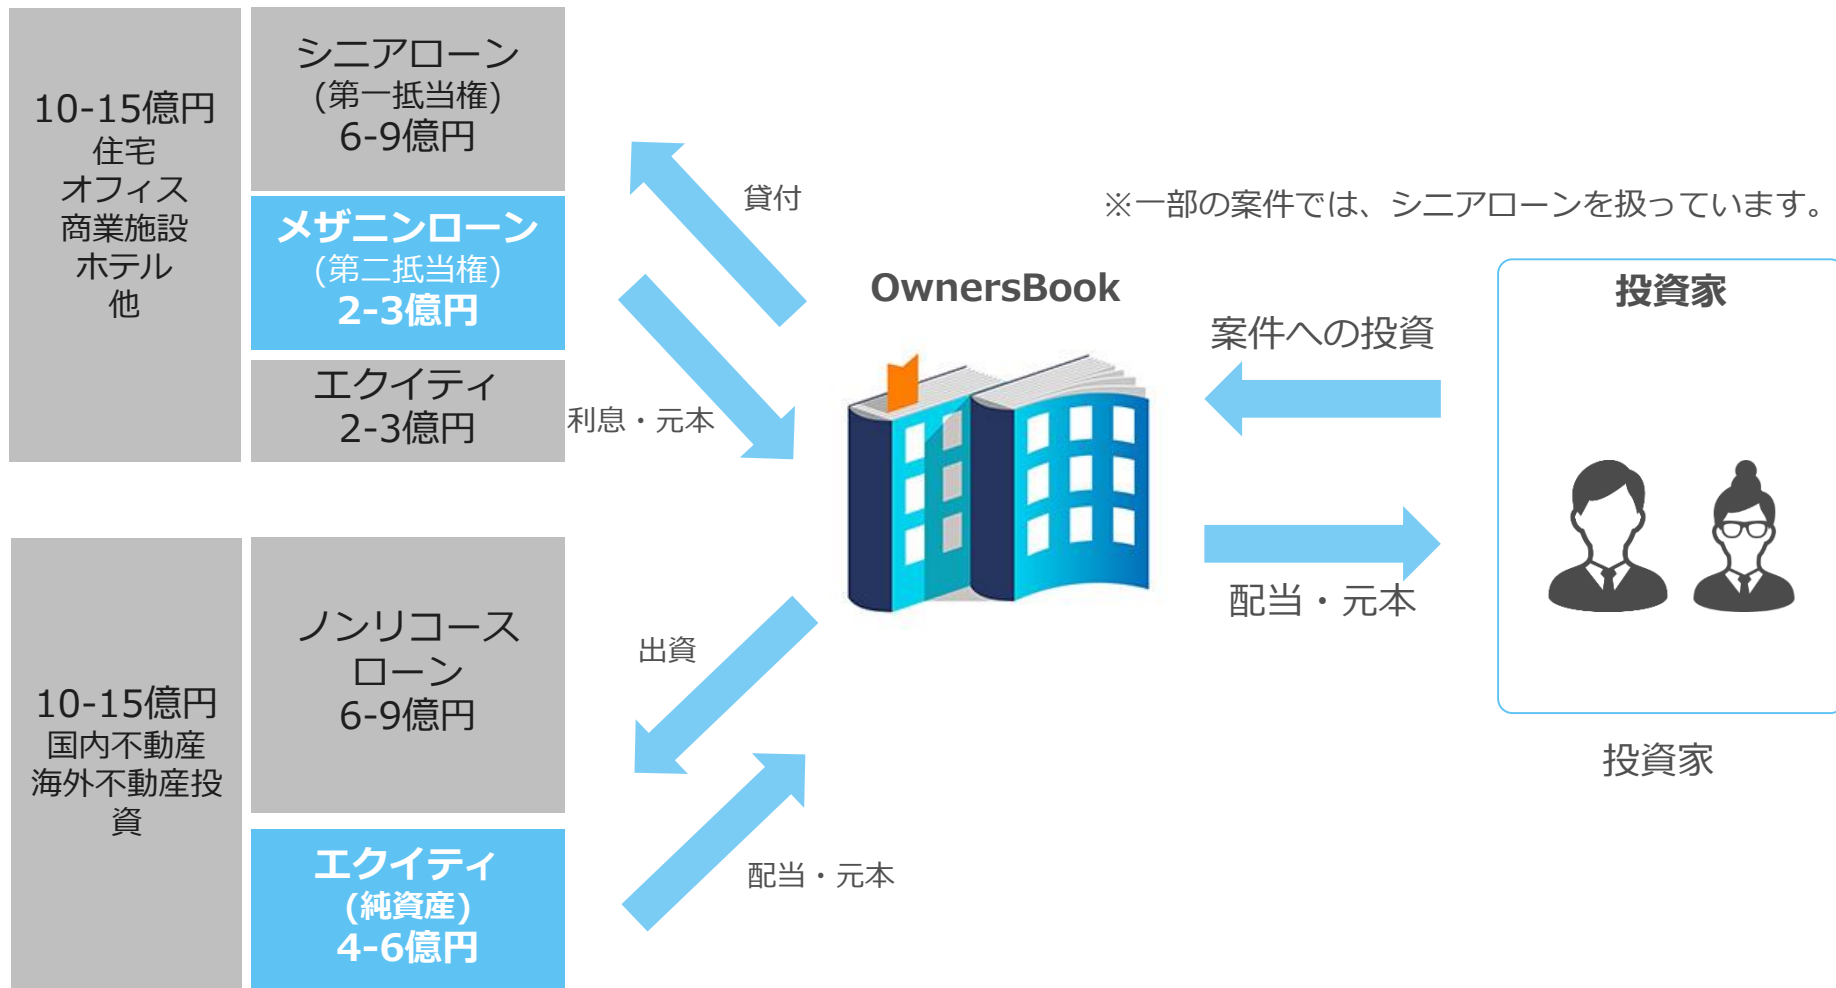 10-15億円
住宅
オフィス
商業施設
ホテル
他
シニアローン
(第一抵当権)
6-9億円
メザニンローン
(第二抵当権)
2-3億円
エクイティ
2-3億円
貸付
利息・元本
※一部の案件では、シニアローンを扱っています。
OwnersBook
案件への投資
配当・元本
投資家
投資家
10-15億円
国内不動産
海外不動産投
資
ノンリコース
ローン
6-9億円
エクイティ
(純資産)
4-6億円
出資
配当・元本